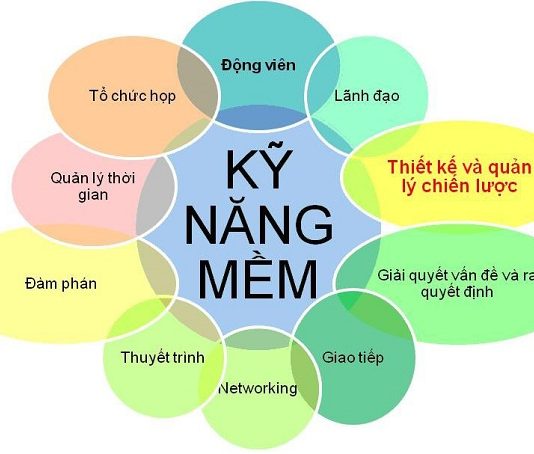 Động viên
Lãnh đạo
Thiết kế và quản
lý chiến lược
Giải quyết vấn đề và ra
quyết định
Giao tiếp
Networking
Thuyết trình
Đàm phán
Quản lý thời
gian
Tổ chức họp
KỸ
NĂNG
MỀM